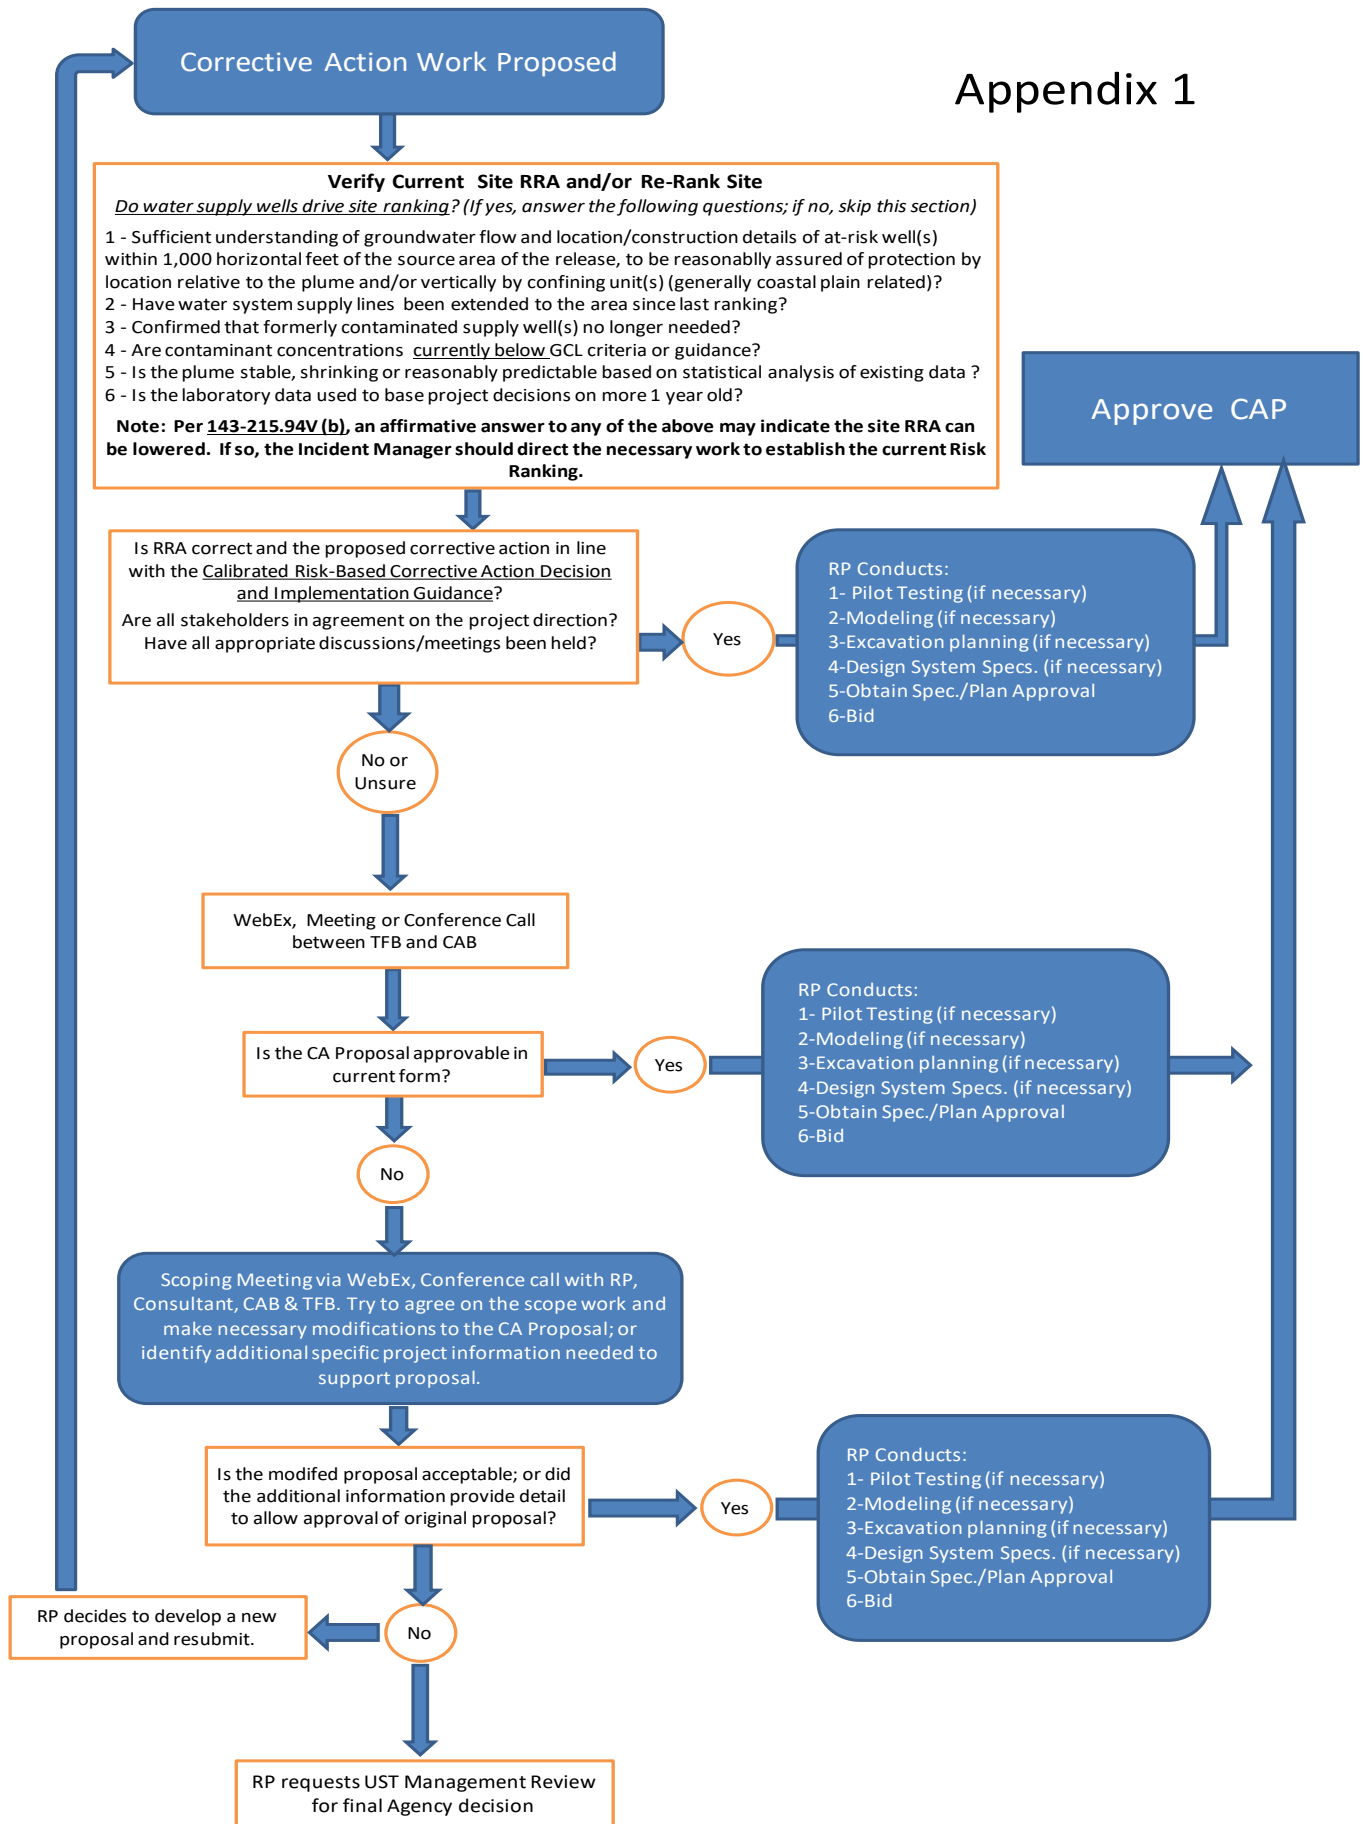 Corrective Action Work Proposed
Appendix 1
Verify Current Site RRA and/or Re-Rank Site
Do water supply wells drive site ranking? (If yes, answer the following questions; if no, skip this section)
1 - Sufficient understanding of groundwater flow and location/construction details of at-risk well(s)
within 1,000 horizontal feet of the source area of the release, to be reasonablly assured of protection by
location relative to the plume and/or vertically by confining unit(s) (generally coastal plain related)?
2 - Have water system supply lines been extended to the area since last ranking?
3 - Confirmed that formerly contaminated supply well(s) no longer needed?
4 - Are contaminant concentrations currently below GCL criteria or guidance?
5 - Is the plume stable, shrinking or reasonably predictable based on statistical analysis of existing data ?
6 - Is the laboratory data used to base project decisions on more 1 year old?
Note: Per 143-215.94V (b), an affirmative answer to any of the above may indicate the site RRA can
be lowered. If so, the Incident Manager should direct the necessary work to establish the current Risk
Ranking.
Approve CAP
Is RRA correct and the proposed corrective action in line
with the Calibrated Risk-Based Corrective Action Decision
and Implementation Guidance?
Are all stakeholders in agreement on the project direction?
Have all appropriate discussions/meetings been held?
Yes
RP Conducts:
1- Pilot Testing (if necessary)
2-Modeling (if necessary)
3-Excavation planning (if necessary)
4-Design System Specs. (if necessary)
5-Obtain Spec./Plan Approval
6-Bid
No or
Unsure
WebEx, Meeting or Conference Call
between TFB and CAB
Is the CA Proposal approvable in
current form?
Yes
RP Conducts:
1- Pilot Testing (if necessary)
2-Modeling (if necessary)
3-Excavation planning (if necessary)
4-Design System Specs. (if necessary)
5-Obtain Spec./Plan Approval
6-Bid
No
Scoping Meeting via WebEx, Conference call with RP,
Consultant, CAB & TFB. Try to agree on the scope work and
make necessary modifications to the CA Proposal; or
identify additional specific project information needed to
support proposal.
Is the modifed proposal acceptable; or did
the additional information provide detail
to allow approval of original proposal?
Yes
RP Conducts:
1- Pilot Testing (if necessary)
2-Modeling (if necessary)
3-Excavation planning (if necessary)
4-Design System Specs. (if necessary)
5-Obtain Spec./Plan Approval
6-Bid
RP decides to develop a new
proposal and resubmit.
No
RP requests UST Management Review
for final Agency decision